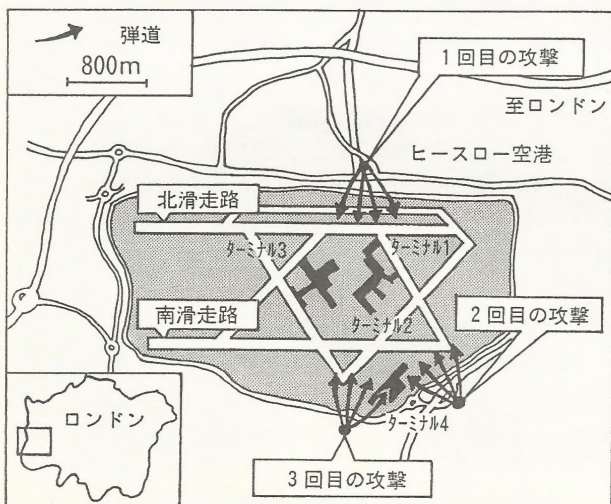 弾道
800m
1回目の攻撃
至ロンドン
ヒースロー空港
北滑走路
ターミナル3
ターミナル1
南滑走路
ターミナル2
2回目の攻撃
ターミナル4
ロンドン
3回目の攻撃